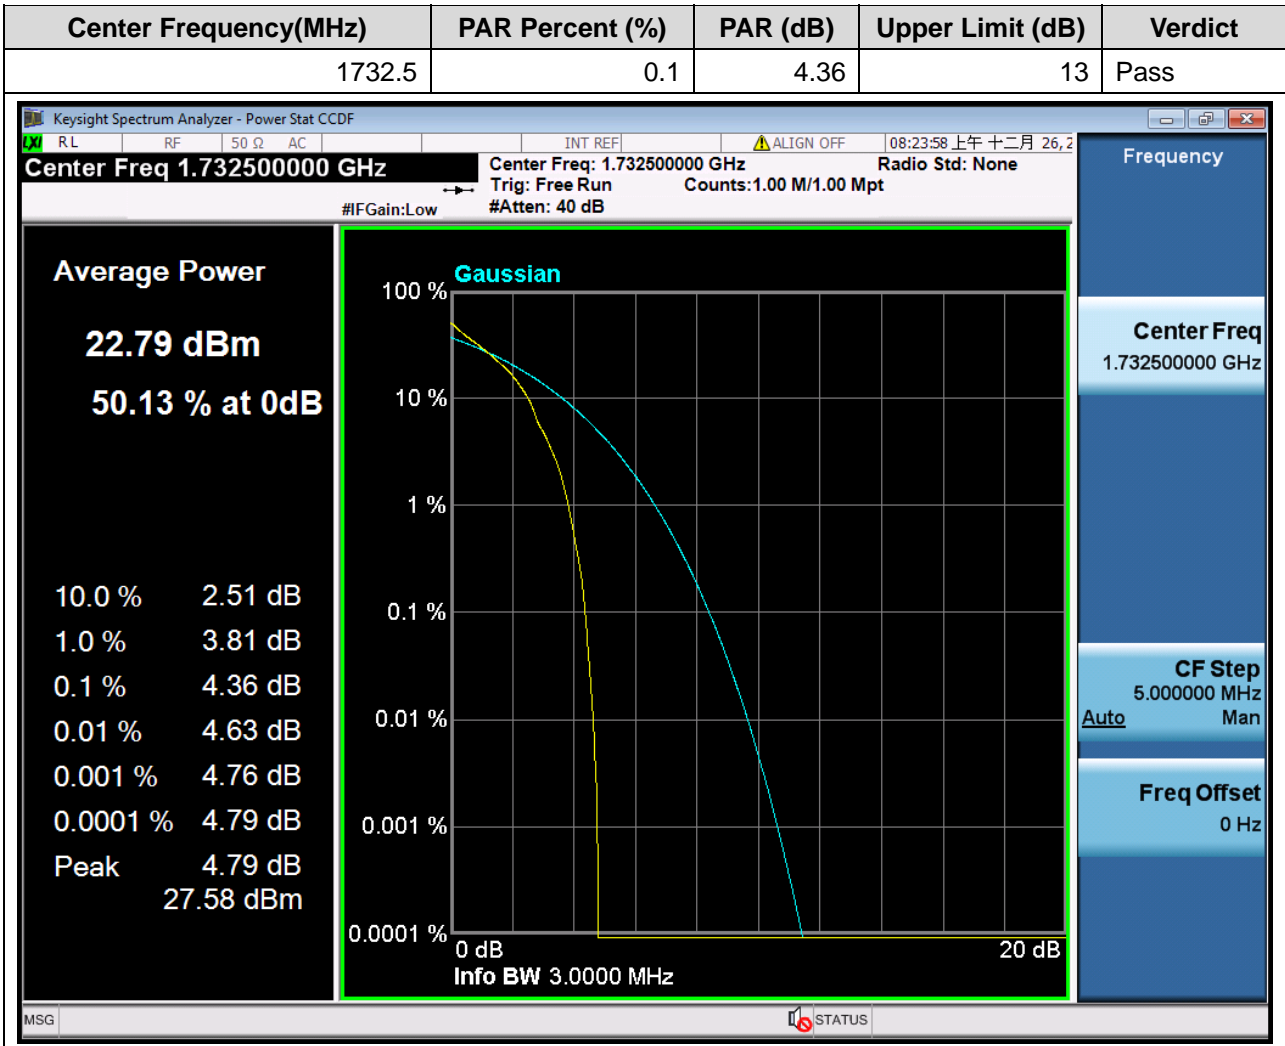 Center Frequency(MHz) PAR Percent (%) PAR (dB) Upper Limit (dB) Verdict
1732.5 0.1 4.36 13 Pass
Keysight Spectrum Analyzer - Power Stat CCDF
LXI RL RF 50 Ω AC INT REF ALIGN OFF 08:23:58 上午 十二月 26, 2
Center Freq 1.732500000 GHz
Center Freq: 1.732500000 GHz Radio Std: None
Trig: Free Run Counts:1.00 M/1.00 Mpt
#IFGain:Low #Atten: 40 dB
Average Power
22.79 dBm
50.13 % at 0dB
10.0 % 2.51 dB
1.0 % 3.81 dB
0.1 % 4.36 dB
0.01 % 4.63 dB
0.001 % 4.76 dB
0.0001 % 4.79 dB
Peak 4.79 dB
27.58 dBm
Gaussian
100 %
10 %
1 %
0.1 %
0.01 %
0.001 %
0.0001 %
0 dB 20 dB
Info BW 3.0000 MHz
Frequency
Center Freq
1.732500000 GHz
CF Step
5.000000 MHz
Auto Man
Freq Offset
0 Hz
MSG STATUS